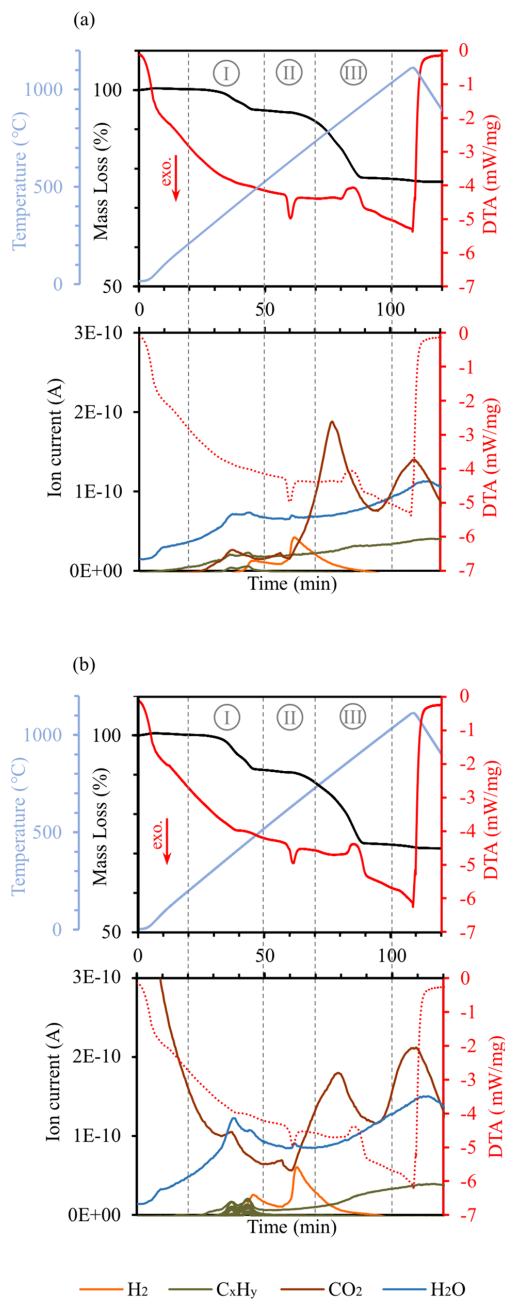 (a)
I II III
Temperature (°C)
0
500
1000
Mass Loss (%)
50
100
exo.
0
-1
-2
-3
-4
-5
-6
-7
DTA (mW/mg)
0 50 100
Ion current (A)
3E-10
2E-10
1E-10
0E+00
0
-1
-2
-3
-4
-5
-6
-7
DTA (mW/mg)
Time (min)
(b)
I II III
Temperature (°C)
0
500
1000
Mass Loss (%)
50
100
exo.
0
-1
-2
-3
-4
-5
-6
-7
DTA (mW/mg)
0 50 100
Ion current (A)
3E-10
2E-10
1E-10
0E+00
0
-1
-2
-3
-4
-5
-6
-7
DTA ( mW/mg)
Time (min)
H2 CxHy CO2 H2O